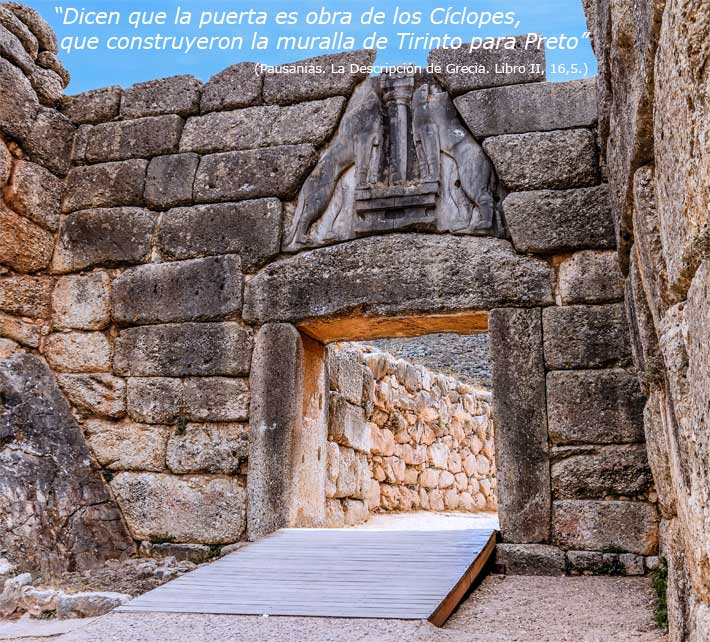 “Dicen que la puerta es obra de los Cíclopes,
que construyeron la muralla de Tirinto para Preto”
(Pausanías. La Descripción de Grecia. Libro II, 16,5.)